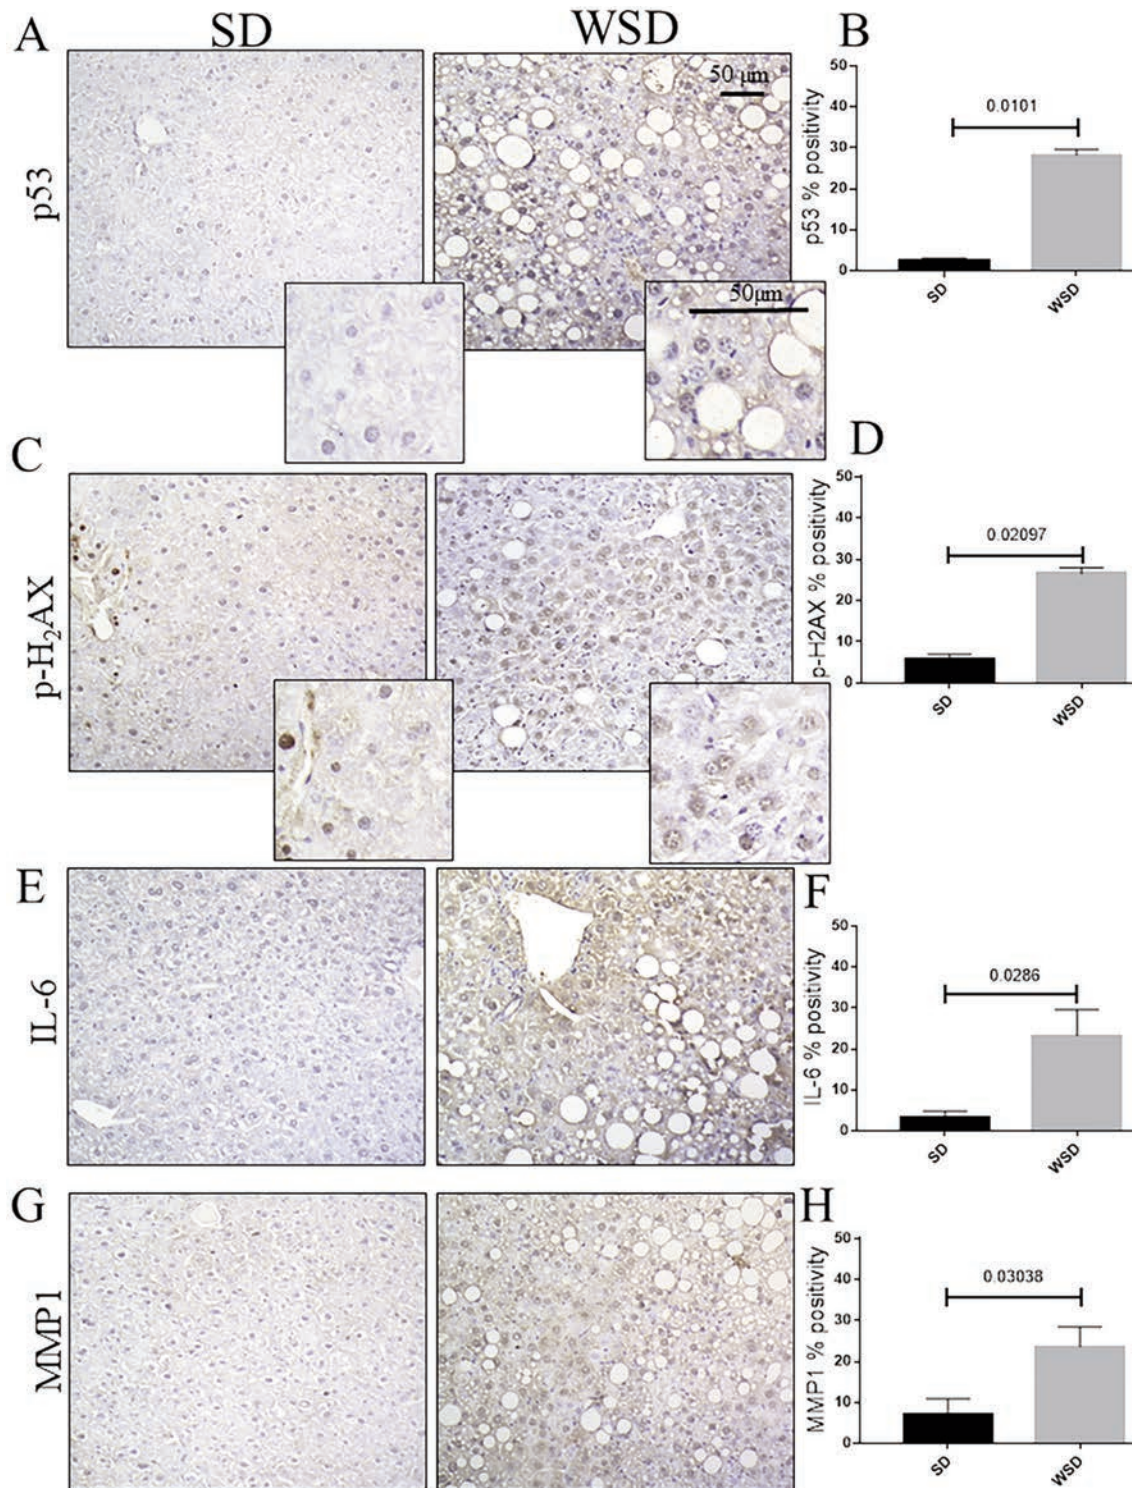 A
SD
WSD
B
50 μm
p53
50μm
p53 % positivity
50
40
30
20
10
0
0.0101
SD
WSD
C
D
p-H₂AX
p-H2AX % positivity
50
40
30
20
10
0
0.02097
SD
WSD
E
F
IL-6
IL-6 % positivity
50
40
30
20
10
0
0.0286
SD
WSD
G
H
MMP1
MMP1 % positivity
50
40
30
20
10
0
0.03038
SD
WSD